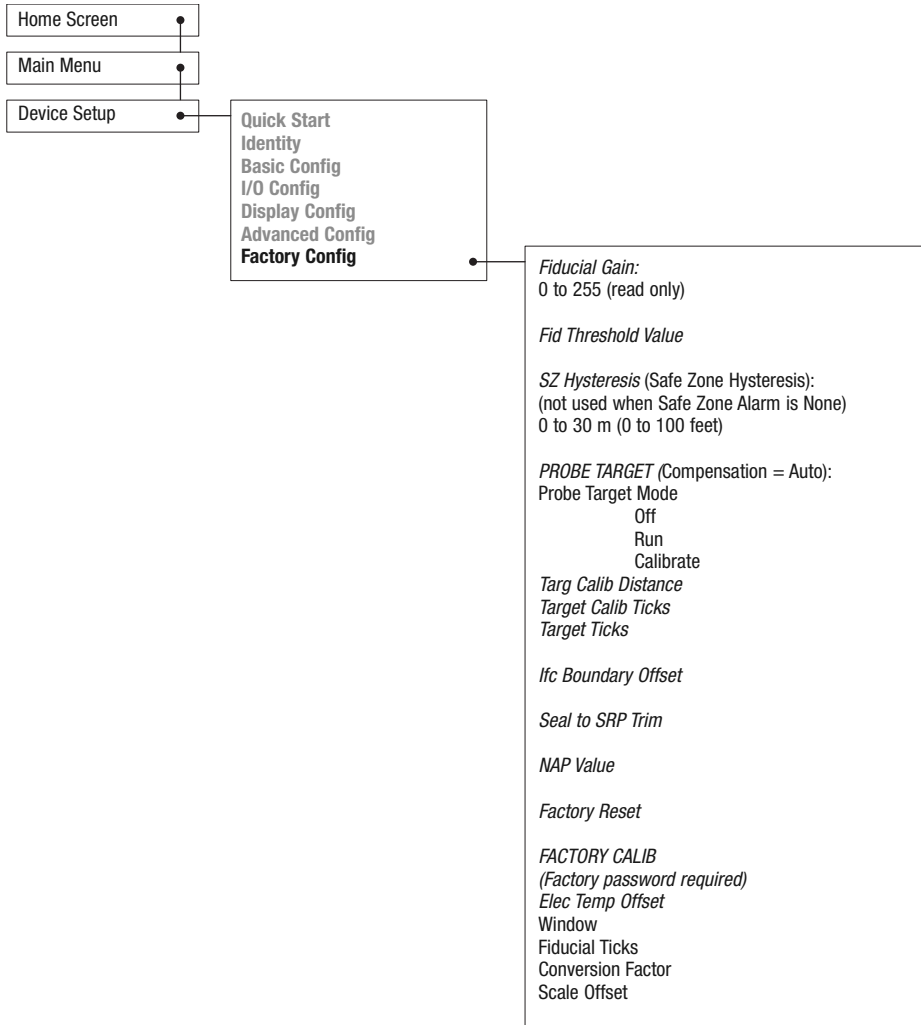 Home Screen
Main Menu
Device Setup
Quick Start
Identity
Basic Config
I/O Config
Display Config
Advanced Config
Factory Config
Fiducial Gain:
0 to 255 (read only)
Fid Threshold Value
SZ Hysteresis (Safe Zone Hysteresis):
(not used when Safe Zone Alarm is None)
0 to 30 m (0 to 100 feet)
PROBE TARGET (Compensation = Auto):
Probe Target Mode
Off
Run
Calibrate
Targ Calib Distance
Target Calib Ticks
Target Ticks
Ifc Boundary Offset
Seal to SRP Trim
NAP Value
Factory Reset
FACTORY CALIB
(Factory password required)
Elec Temp Offset
Window
Fiducial Ticks
Conversion Factor
Scale Offset